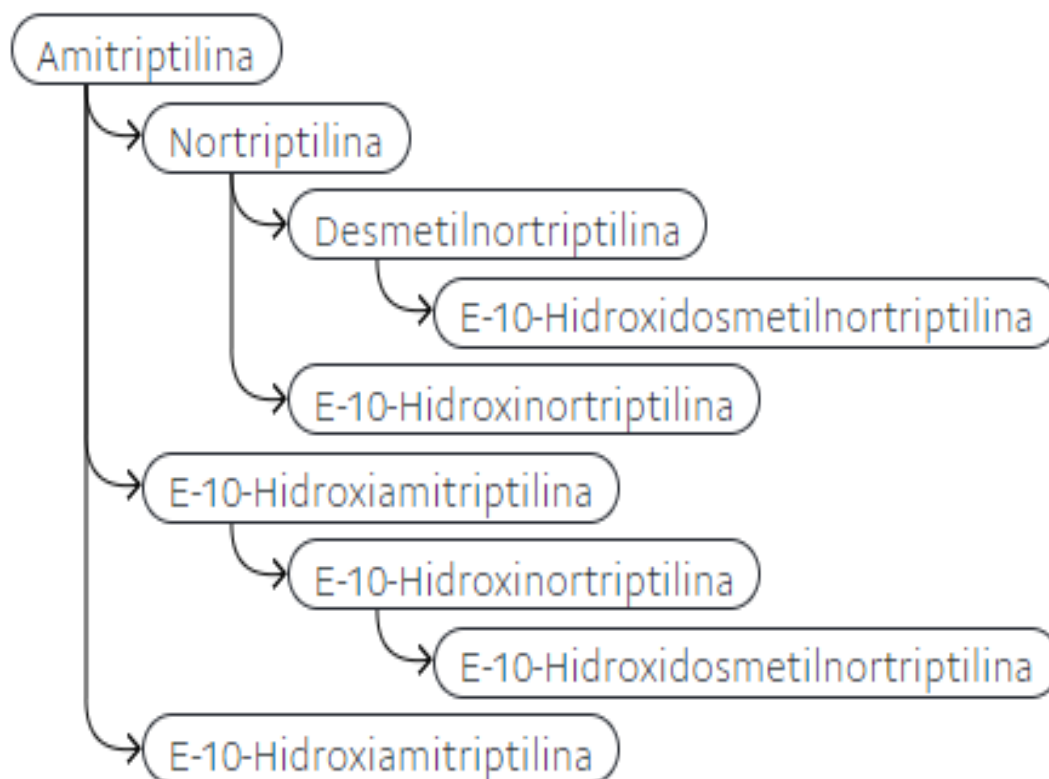 Amitriptilina
Nortriptilina
Desmetilnortriptilina
E-10-Hidroxidosmetilnortriptilina
E-10-Hidroxinortriptilina
E-10-Hidroxiamitriptilina
E-10-Hidroxinortriptilina
E-10-Hidroxidosmetilnortriptilina
E-10-Hidroxiamitriptilina